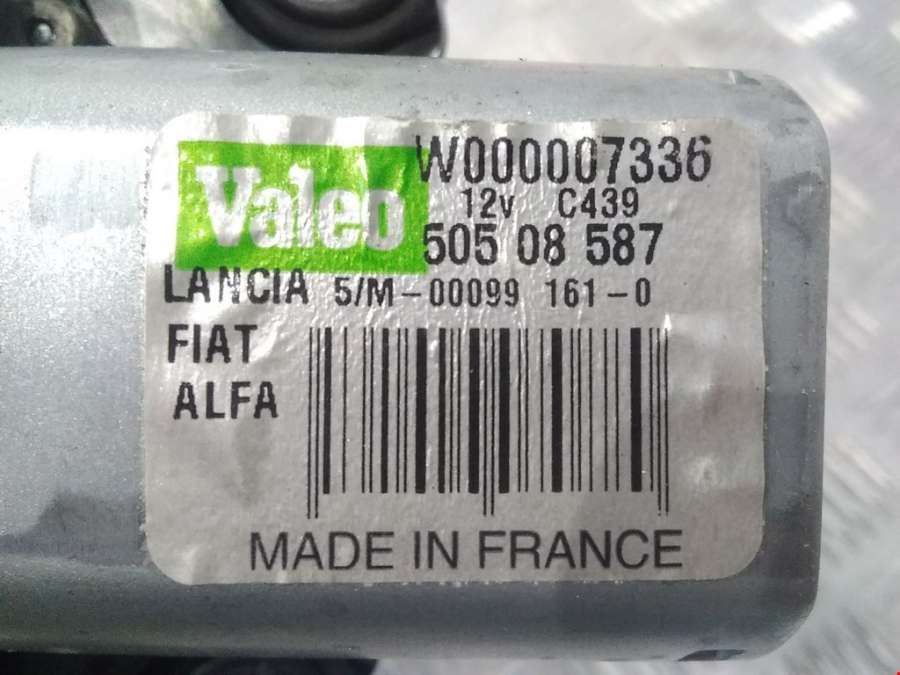 Valeo
W000007336
12v C439
505 08 587
LANCIA 5/M-00099 161-0
FIAT
ALFA
MADE IN FRANCE